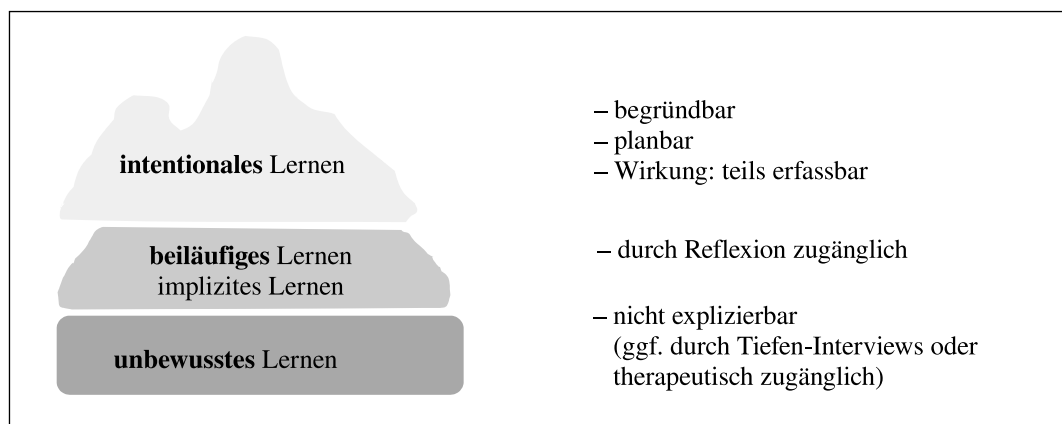 intentionales Lernen
– begründbar
– planbar
– Wirkung: teils erfassbar
beiläufiges Lernen
implizites Lernen
– durch Reflexion zugänglich
unbewusstes Lernen
– nicht explizierbar
(ggf. durch Tiefen-Interviews oder
therapeutisch zugänglich)